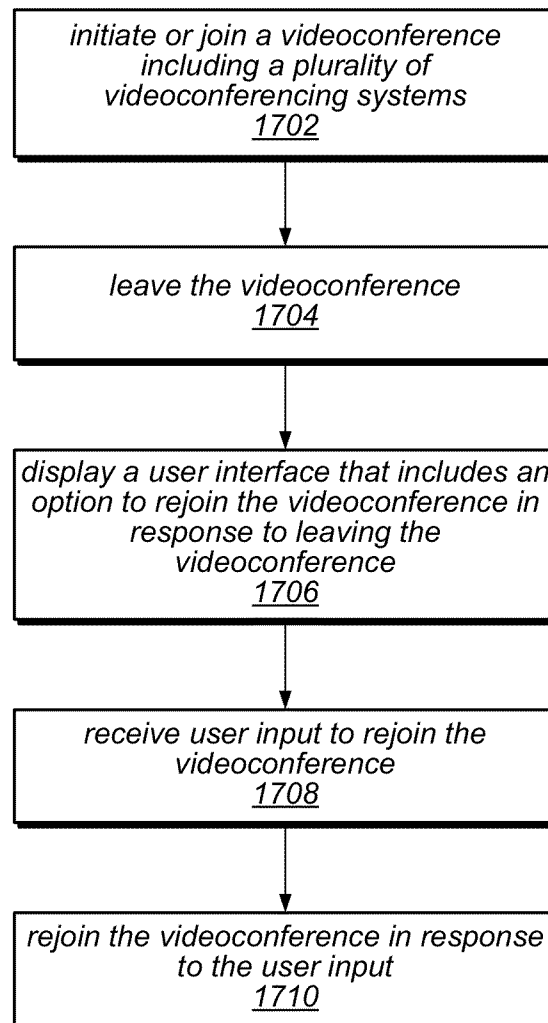 initiate or join a videoconference
including a plurality of
videoconferencing systems
1702
leave the videoconference
1704
display a user interface that includes an
option to rejoin the videoconference in
response to leaving the
videoconference
1706
receive user input to rejoin the
videoconference
1708
rejoin the videoconference in response
to the user input
1710